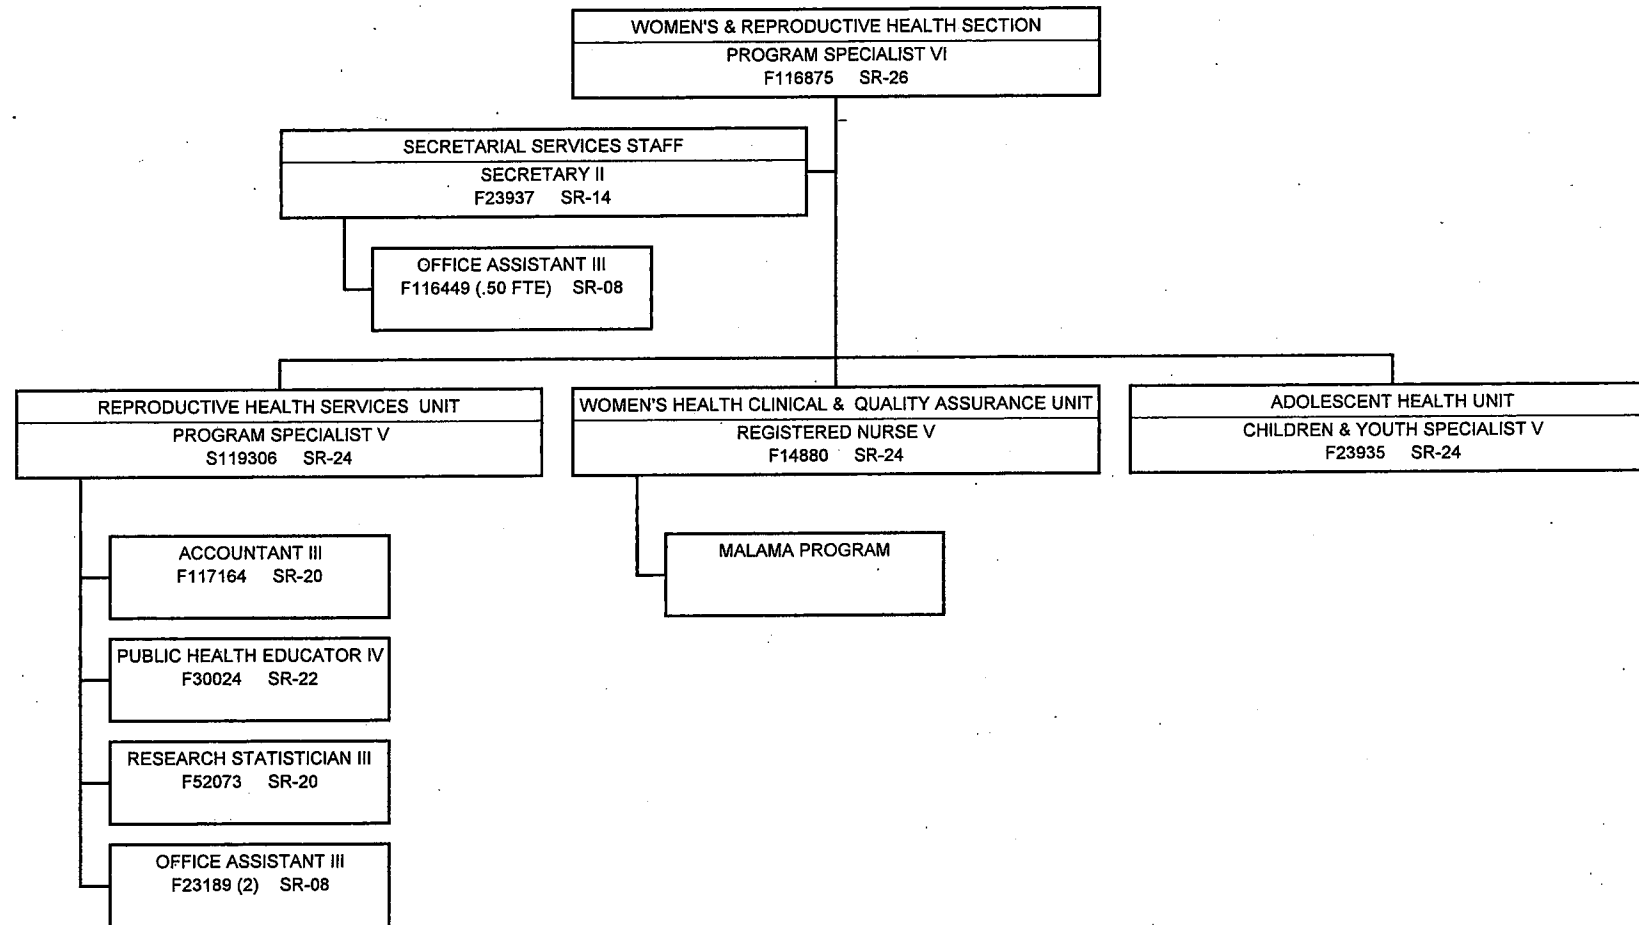 WOMEN'S & REPRODUCTIVE HEALTH SECTION
PROGRAM SPECIALIST VI
F116875 SR-26
SECRETARIAL SERVICES STAFF
SECRETARY II
F23937 SR-14
OFFICE ASSISTANT III
F116449 (.50 FTE) SR-08
REPRODUCTIVE HEALTH SERVICES UNIT
PROGRAM SPECIALIST V
S119306 SR-24
WOMEN'S HEALTH CLINICAL & QUALITY ASSURANCE UNIT
REGISTERED NURSE V
F14880 SR-24
ADOLESCENT HEALTH UNIT
CHILDREN & YOUTH SPECIALIST V
F23935 SR-24
ACCOUNTANT III
F117164 SR-20
PUBLIC HEALTH EDUCATOR IV
F30024 SR-22
RESEARCH STATISTICIAN III
F52073 SR-20
OFFICE ASSISTANT III
F23189 (2) SR-08
MALAMA PROGRAM